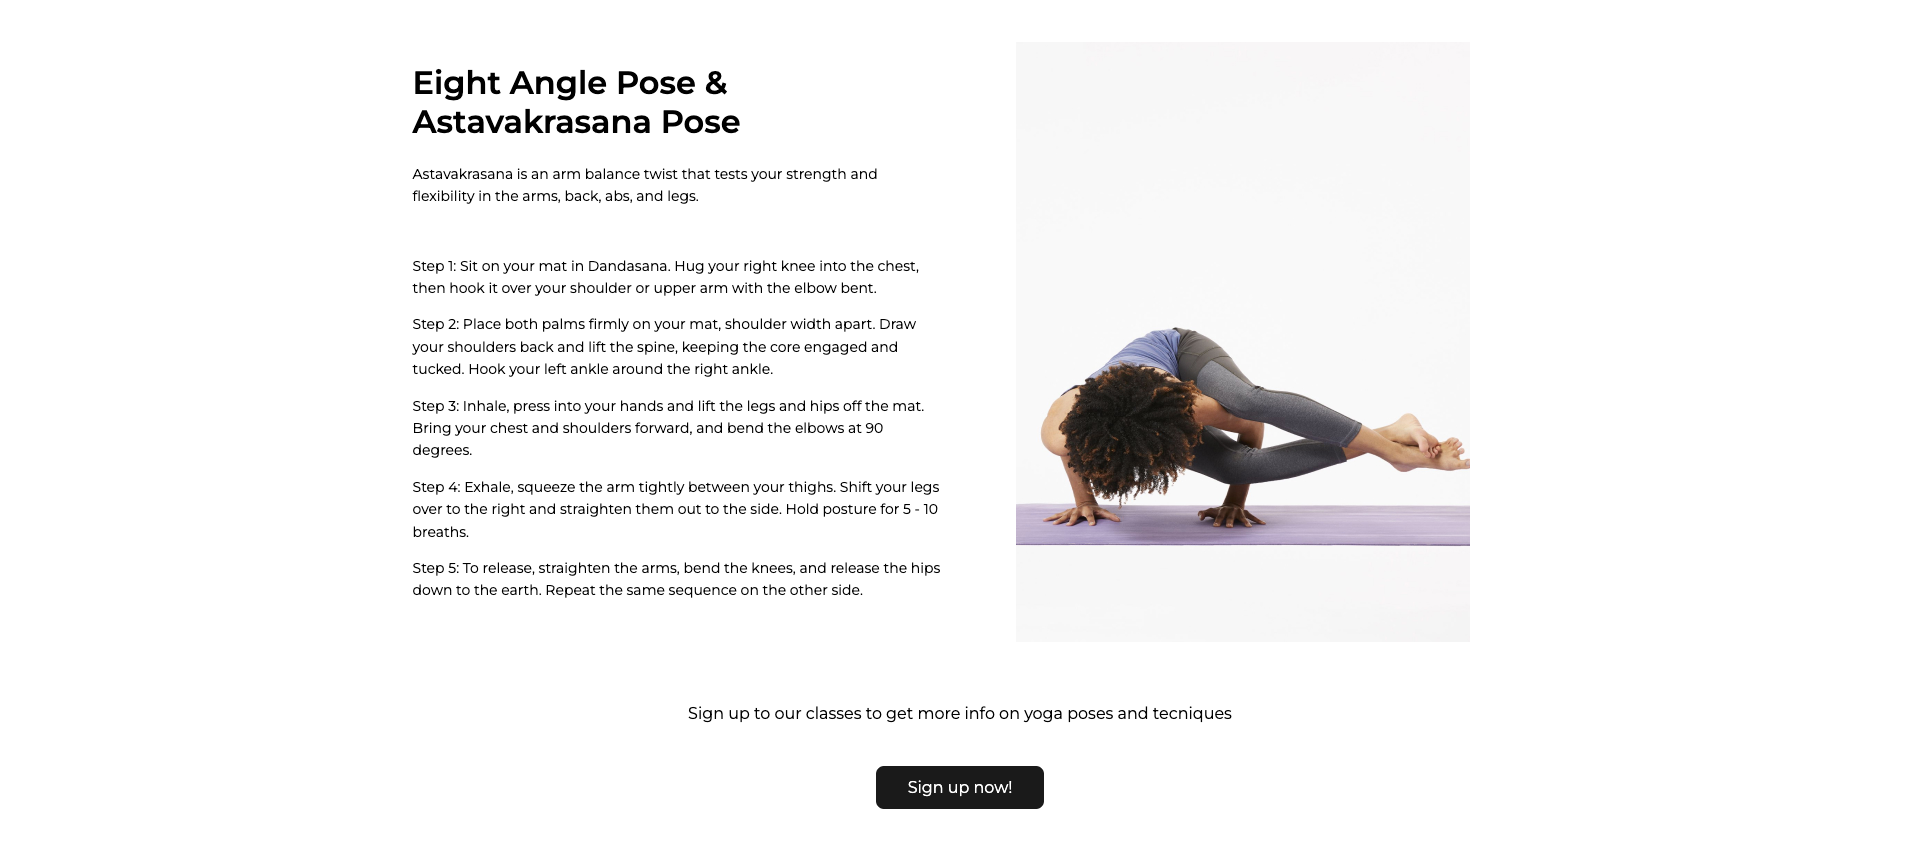 Eight Angle Pose &
Astavakrasana Pose
Astavakrasana is an arm balance twist that tests your strength and
flexibility in the arms, back, abs, and legs.
Step 1: Sit on your mat in Dandasana. Hug your right knee into the chest,
then hook it over your shoulder or upper arm with the elbow bent.
Step 2: Place both palms firmly on your mat, shoulder width apart. Draw
your shoulders back and lift the spine, keeping the core engaged and
tucked. Hook your left ankle around the right ankle.
Step 3: Inhale, press into your hands and lift the legs and hips off the mat.
Bring your chest and shoulders forward, and bend the elbows at 90
degrees.
Step 4: Exhale, squeeze the arm tightly between your thighs. Shift your legs
over to the right and straighten them out to the side. Hold posture for 5 - 10
breaths.
Step 5: To release, straighten the arms, bend the knees, and release the hips
down to the earth. Repeat the same sequence on the other side.
Sign up to our classes to get more info on yoga poses and tecniques
Sign up now!